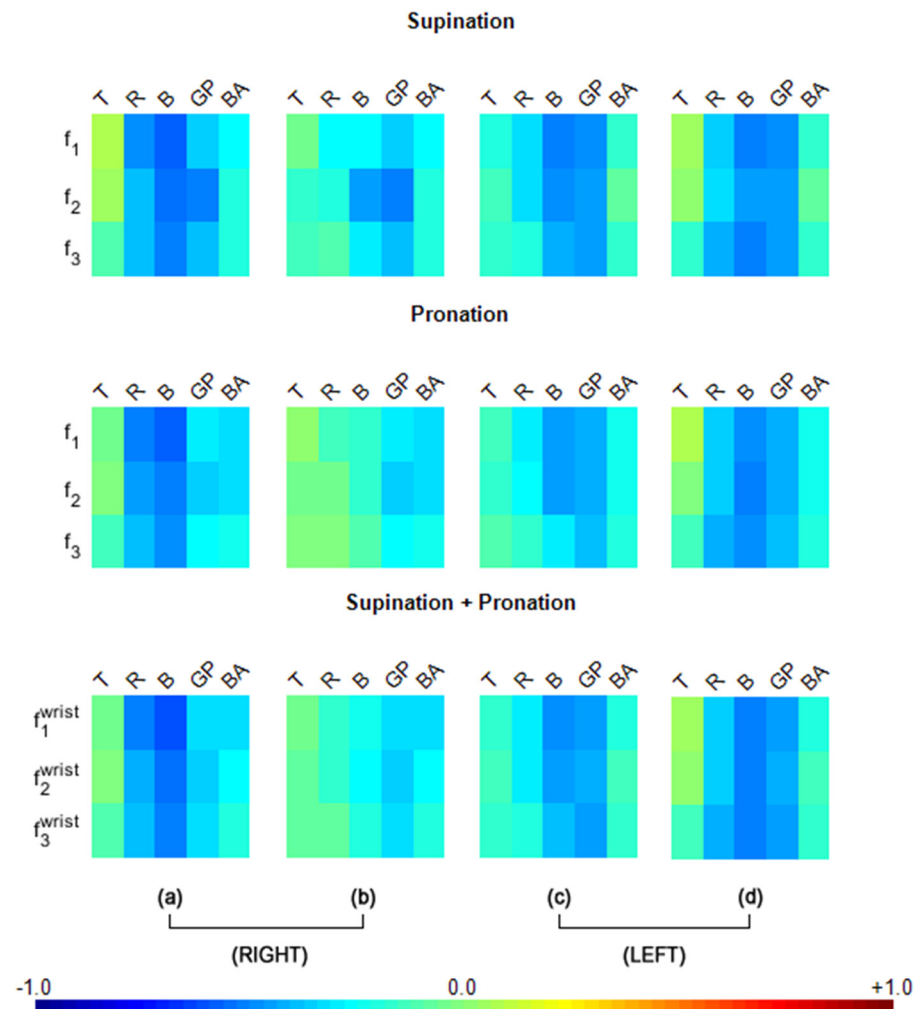 Supination
T R B GP BA T R B GP BA T R B GP BA T R B GP BA
f1
f2
f3
Pronation
T R B GP BA T R B GP BA T R B GP BA T R B GP BA
f1
f2
f3
Supination + Pronation
T R B GP BA T R B GP BA T R B GP BA T R B GP BA
f1wrist
f2wrist
f3wrist
(a) (b) (c) (d)
(RIGHT) (LEFT)
-1.0 0.0 +1.0